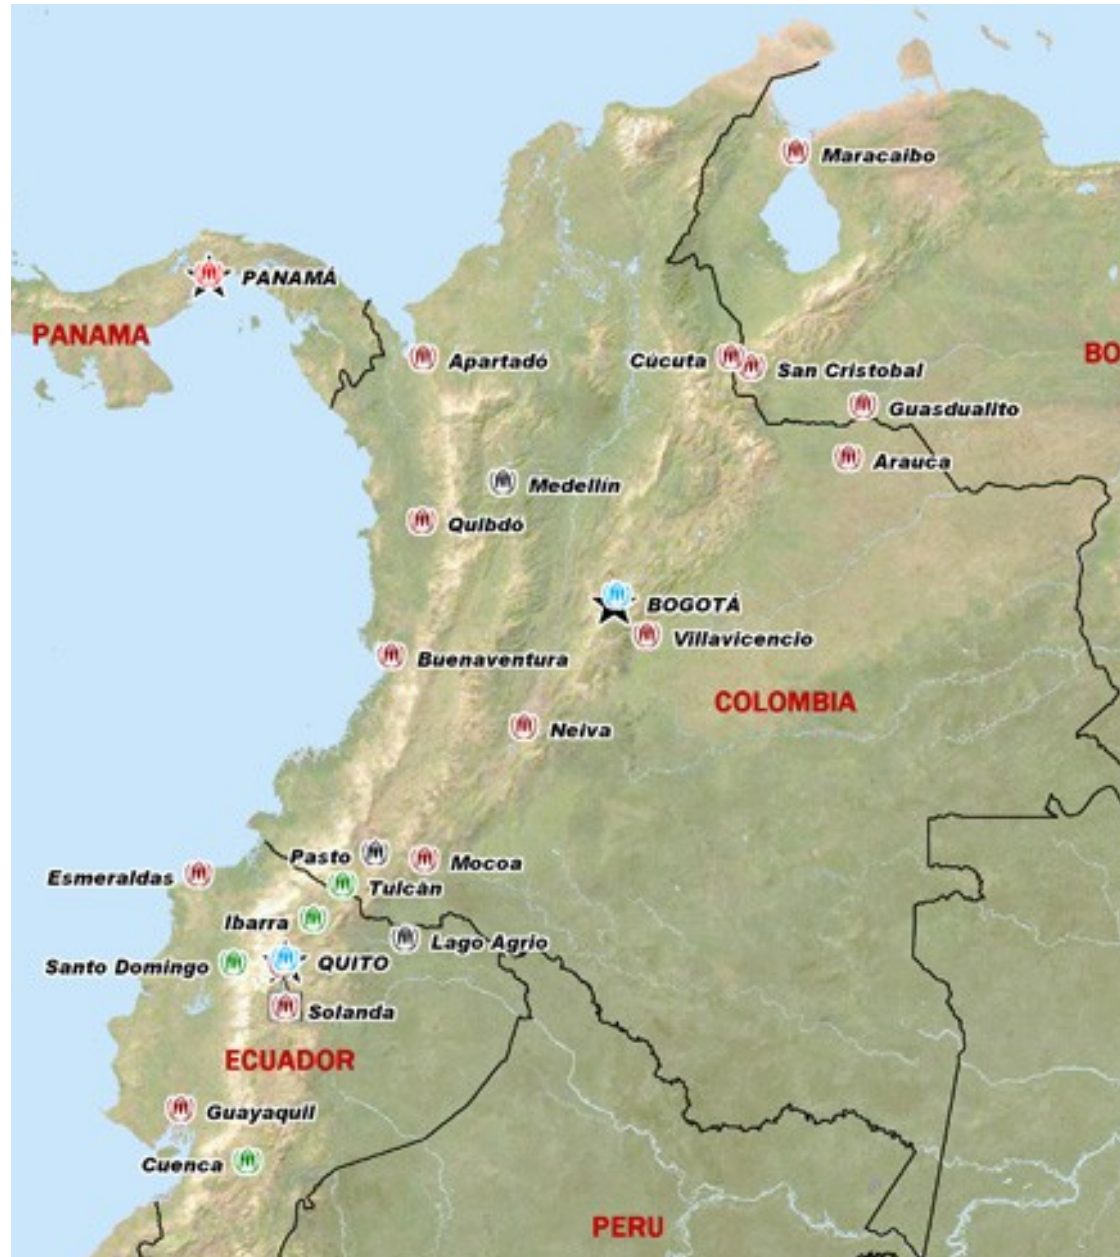 Maracaibo
PANAMÁ
PANAMA
Apartadó
Cúcuta
San Cristobal
BO
Guasdualito
Arauca
Medellín
Quibdó
BOGOTÁ
Villavicencio
Buenaventura
COLOMBIA
Neiva
Pasto
Mocoa
Esmeraldas
Tulcàn
Ibarra
Lago Agrio
Santo Domingo
QUITO
Solanda
ECUADOR
Guayaquil
Cuenca
PERU